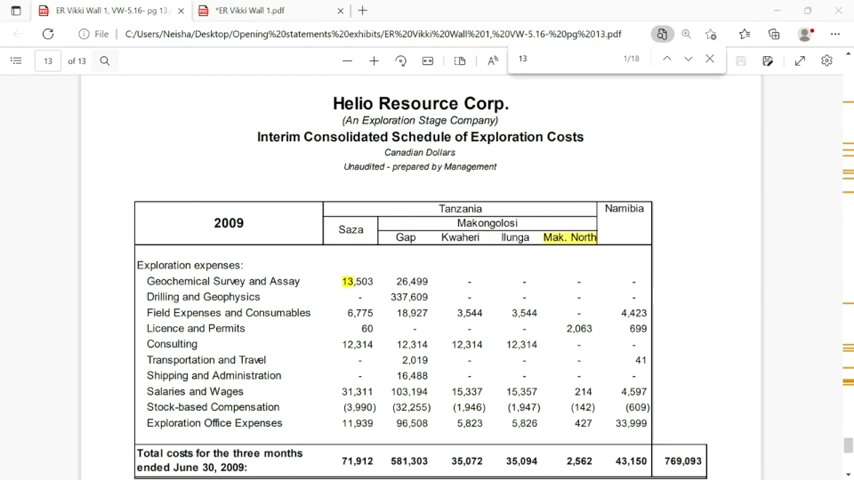 ER Vikki Wall 1, VW-5.16- pg 13. *ER Vikki Wall 1.pdf
File C:/Users/Neisha/Desktop/Opening%20statements%20exhibits/ER%20Vikki%20Wall%201,%20VW-5.16-%20pg%2013.pdf
13 of 13 13 1/18
Helio Resource Corp.
(An Exploration Stage Company)
Interim Consolidated Schedule of Exploration Costs
Canadian Dollars
Unaudited - prepared by Management
Tanzania Namibia
2009 Saza Makongolosi
Gap Kwaheri Ilunga Mak. North
Exploration expenses:
Geochemical Survey and Assay 13,503 26,499 - - - -
Drilling and Geophysics - 337,609 - - - -
Field Expenses and Consumables 6,775 18,927 3,544 3,544 - 4,423
Licence and Permits 60 - - - 2,063 699
Consulting 12,314 12,314 12,314 12,314 - -
Transportation and Travel - 2,019 - - - 41
Shipping and Administration - 16,488 - - - -
Salaries and Wages 31,311 103,194 15,337 15,357 214 4,597
Stock-based Compensation (3,990) (32,255) (1,946) (1,947) (142) (609)
Exploration Office Expenses 11,939 96,508 5,823 5,826 427 33,999
Total costs for the three months
ended June 30, 2009: 71,912 581,303 35,072 35,094 2,562 43,150 769,093